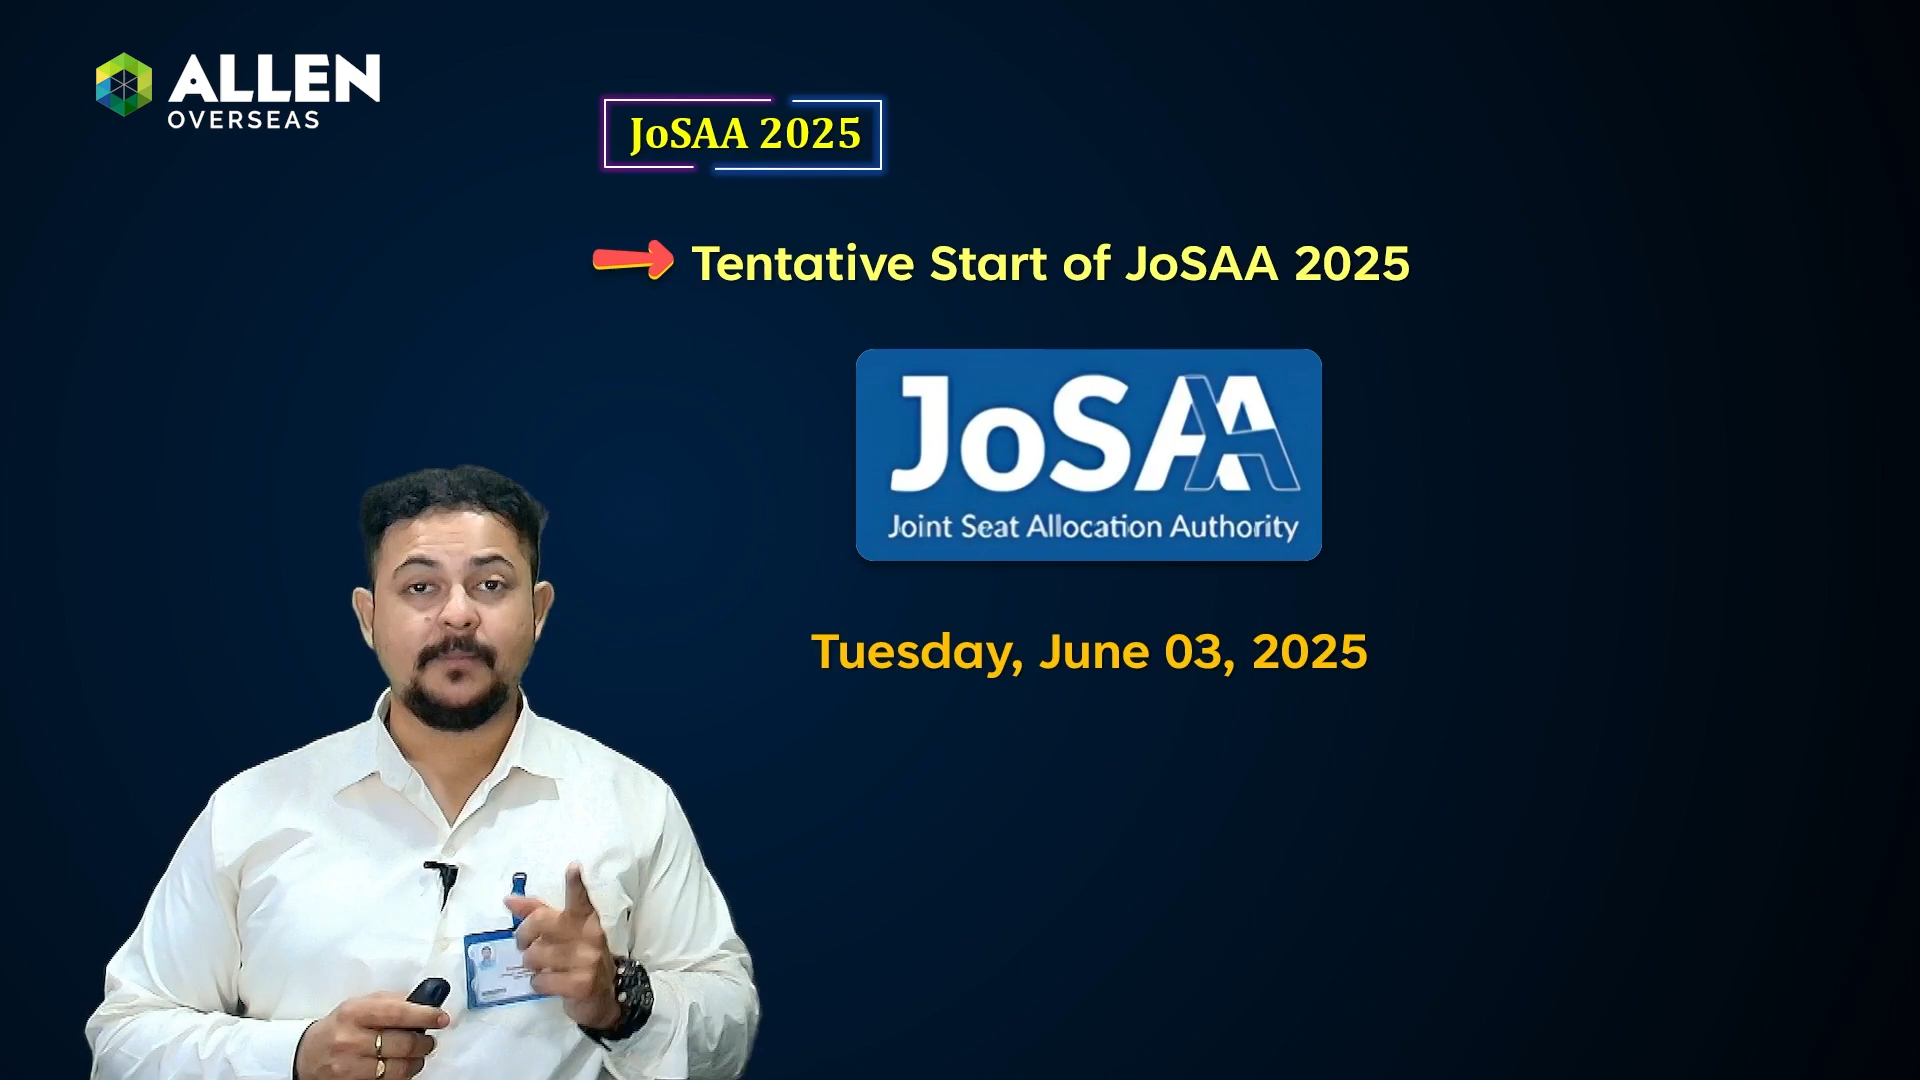 ALLEN
OVERSEAS
JoSAA 2025
Tentative Start of JoSAA 2025
JoSAA
Joint Seat Allocation Authority
Tuesday, June 03, 2025